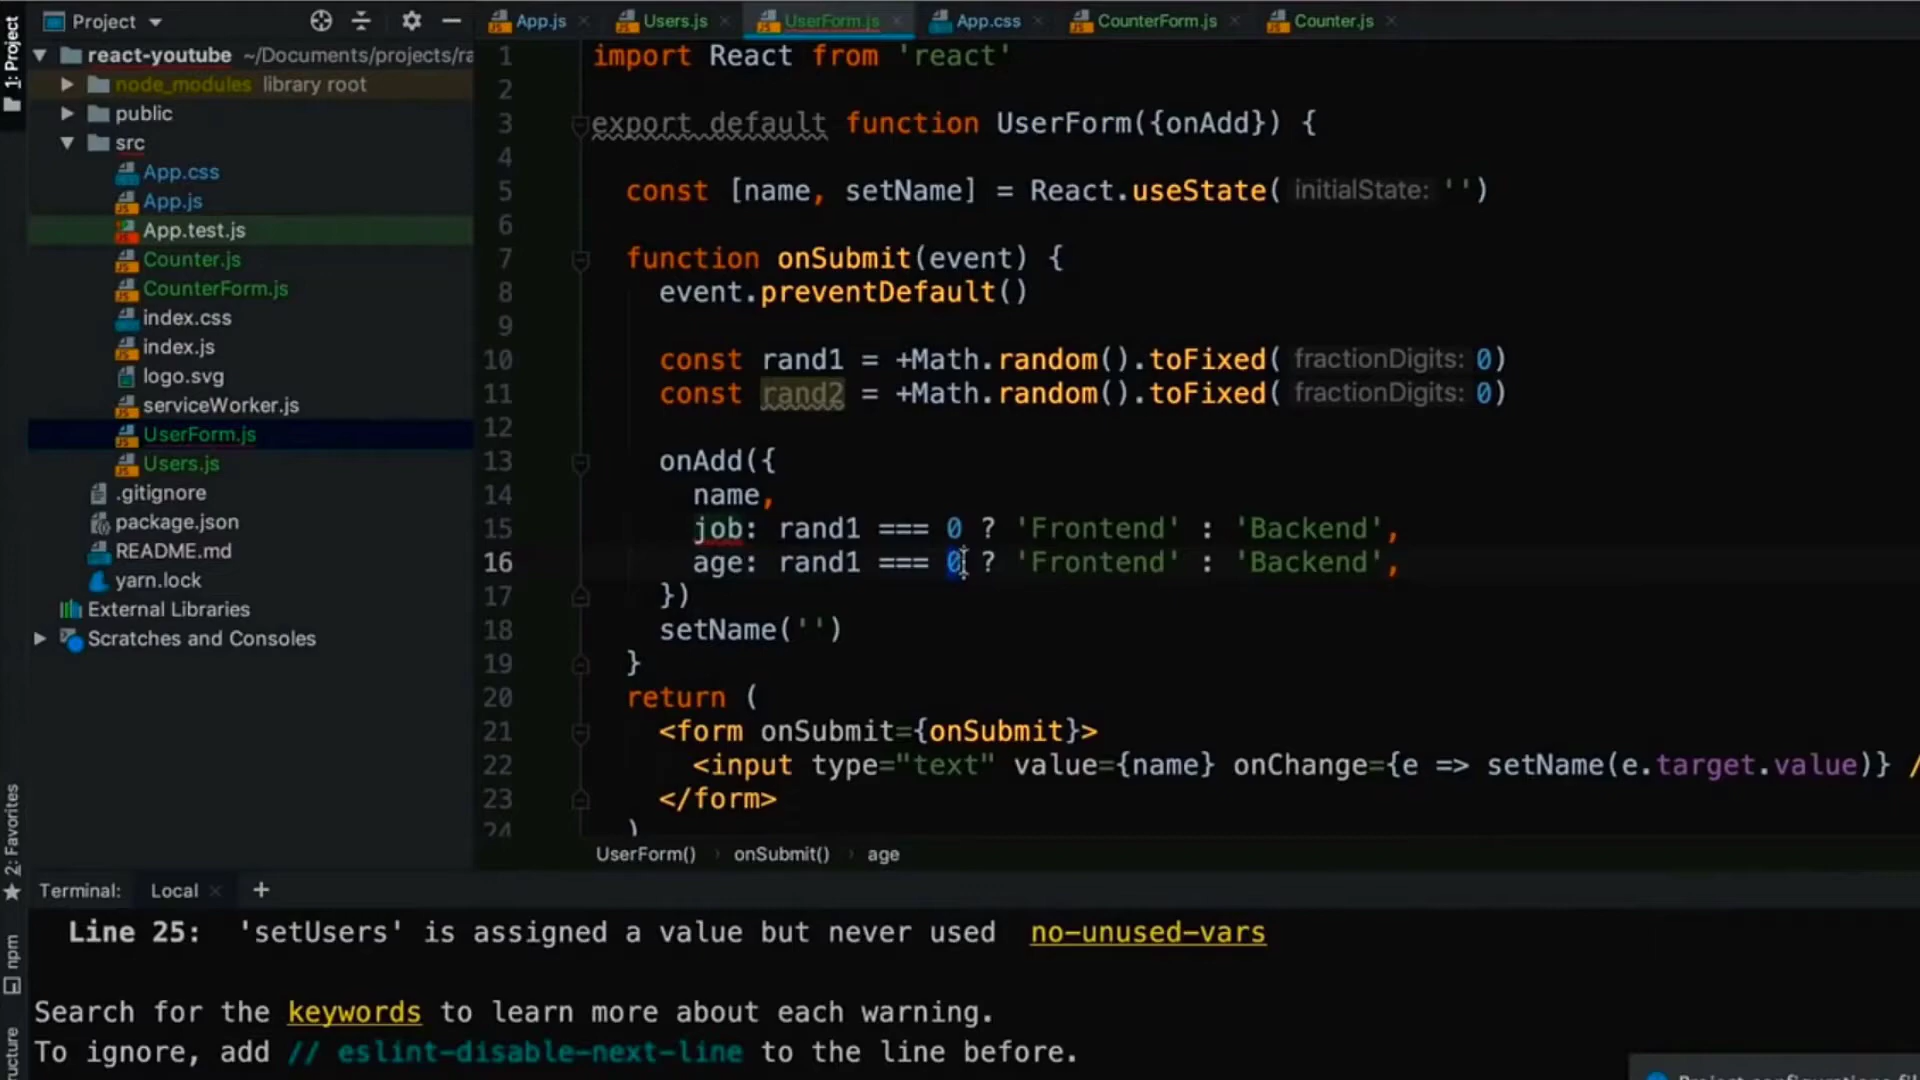 Project
App.js
Users.js
UserForm.js
App.css
CounterForm.js
Counter.js
1: Project
react-youtube ~/Documents/projects/ra
node_modules library root
public
src
App.css
App.js
App.test.js
Counter.js
CounterForm.js
index.css
index.js
logo.svg
serviceWorker.js
UserForm.js
Users.js
.gitignore
package.json
README.md
yarn.lock
External Libraries
Scratches and Consoles
1 import React from 'react'
2
3 export default function UserForm({onAdd}) {
4
5 const [name, setName] = React.useState( initialState: '')
6
7 function onSubmit(event) {
8 event.preventDefault()
9
10 const rand1 = +Math.random().toFixed( fractionDigits: 0)
11 const rand2 = +Math.random().toFixed( fractionDigits: 0)
12
13 onAdd({
14 name,
15 job: rand1 === 0 ? 'Frontend' : 'Backend',
16 age: rand1 === 0 ? 'Frontend' : 'Backend',
17 })
18 setName('')
19 }
20 return (
21 <form onSubmit={onSubmit}>
22 <input type="text" value={name} onChange={e => setName(e.target.value)} /
23 </form>
24 )
UserForm() › onSubmit() › age
2: Favorites
npm
ructure
Terminal: Local +
Line 25: 'setUsers' is assigned a value but never used no-unused-vars
Search for the keywords to learn more about each warning.
To ignore, add // eslint-disable-next-line to the line before.